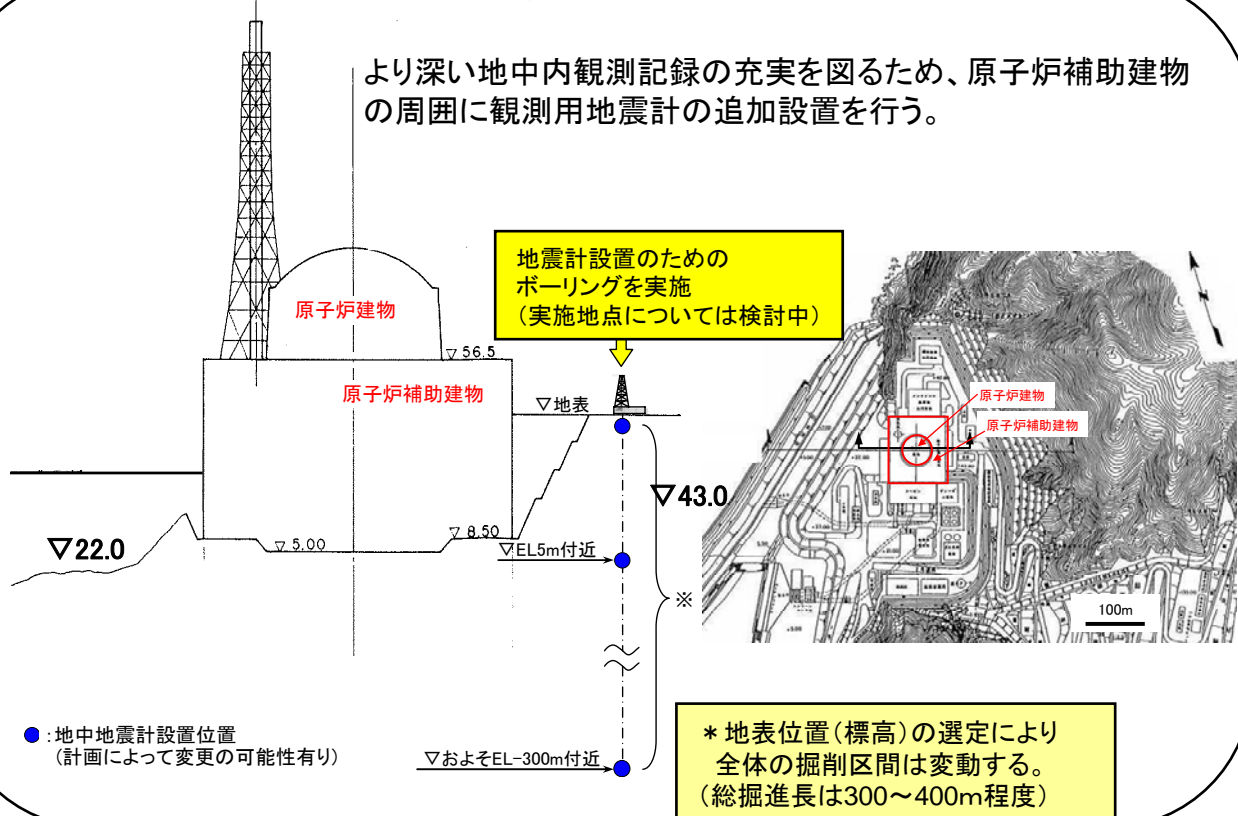 より深い地中内観測記録の充実を図るため、原子炉補助建物
の周囲に観測用地震計の追加設置を行う。
地震計設置のための
ボーリングを実施
(実施地点については検討中)
原子炉建物
▽56.5
原子炉補助建物
▽地表
▽43.0
▽22.0
▽5.00
▽8.50
▽EL5m付近
※
原子炉建物
原子炉補助建物
N
100m
●:地中地震計設置位置
(計画によって変更の可能性有り)
▽およそEL-300m付近
*地表位置(標高)の選定により
全体の掘削区間は変動する。
(総掘進長は300~400m程度)